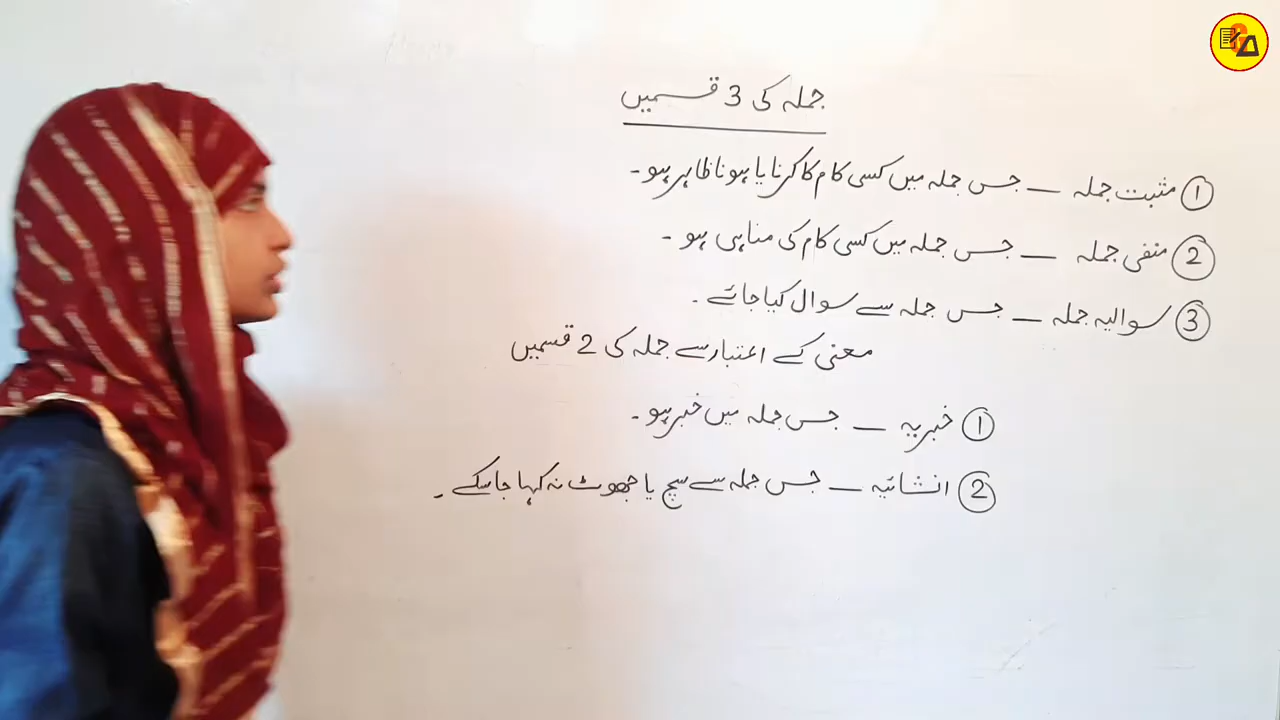 جملہ کی 3 قسمیں
① مثبت جملہ — جس جملہ میں کسی کام کا کرنا یا ہونا ظاہر ہو۔
② منفی جملہ — جس جملہ میں کسی کام کی مناہی ہو ۔
③ سوالیہ جملہ — جس جملہ سے سوال کیا جائے ۔
معنی کے اعتبار سے جملہ کی 2 قسمیں
① خبریہ — جس جملہ میں خبر ہو ۔
② انشائیہ — جس جملہ سے سچ یا جھوٹ نہ کہا جا سکے ۔